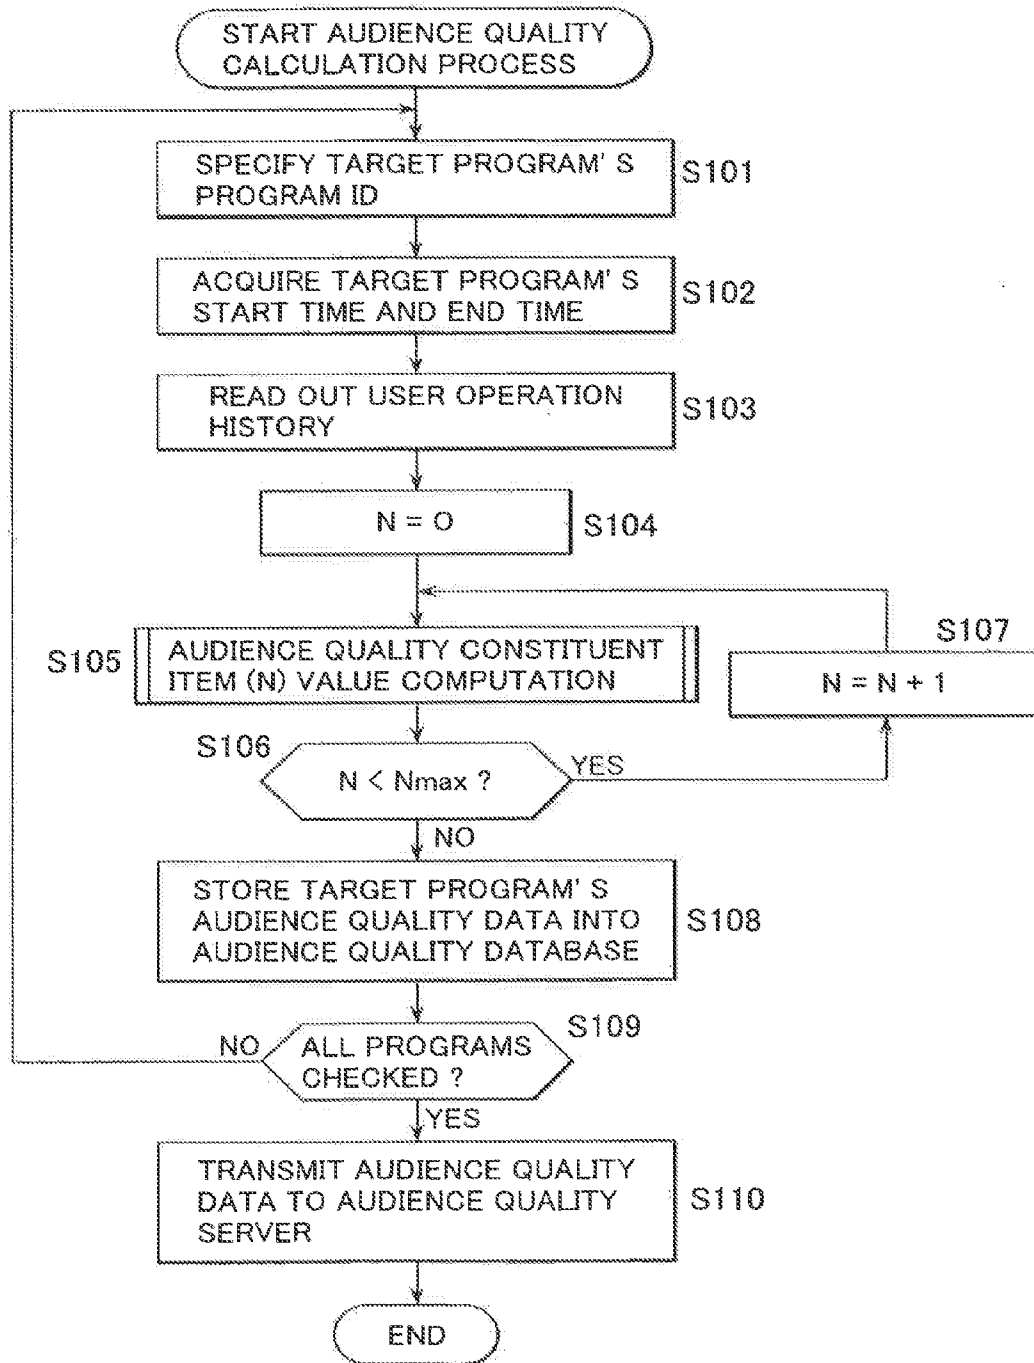 START AUDIENCE QUALITY
CALCULATION PROCESS
SPECIFY TARGET PROGRAM' S
PROGRAM ID
S101
ACQUIRE TARGET PROGRAM' S
START TIME AND END TIME
S102
READ OUT USER OPERATION
HISTORY
S103
N = 0
S104
S105
AUDIENCE QUALITY CONSTITUENT
ITEM (N) VALUE COMPUTATION
S107
N = N + 1
S106
N < Nmax ?
YES
NO
STORE TARGET PROGRAM' S
AUDIENCE QUALITY DATA INTO
AUDIENCE QUALITY DATABASE
S108
S109
NO
ALL PROGRAMS
CHECKED ?
YES
TRANSMIT AUDIENCE QUALITY
DATA TO AUDIENCE QUALITY
SERVER
S110
END